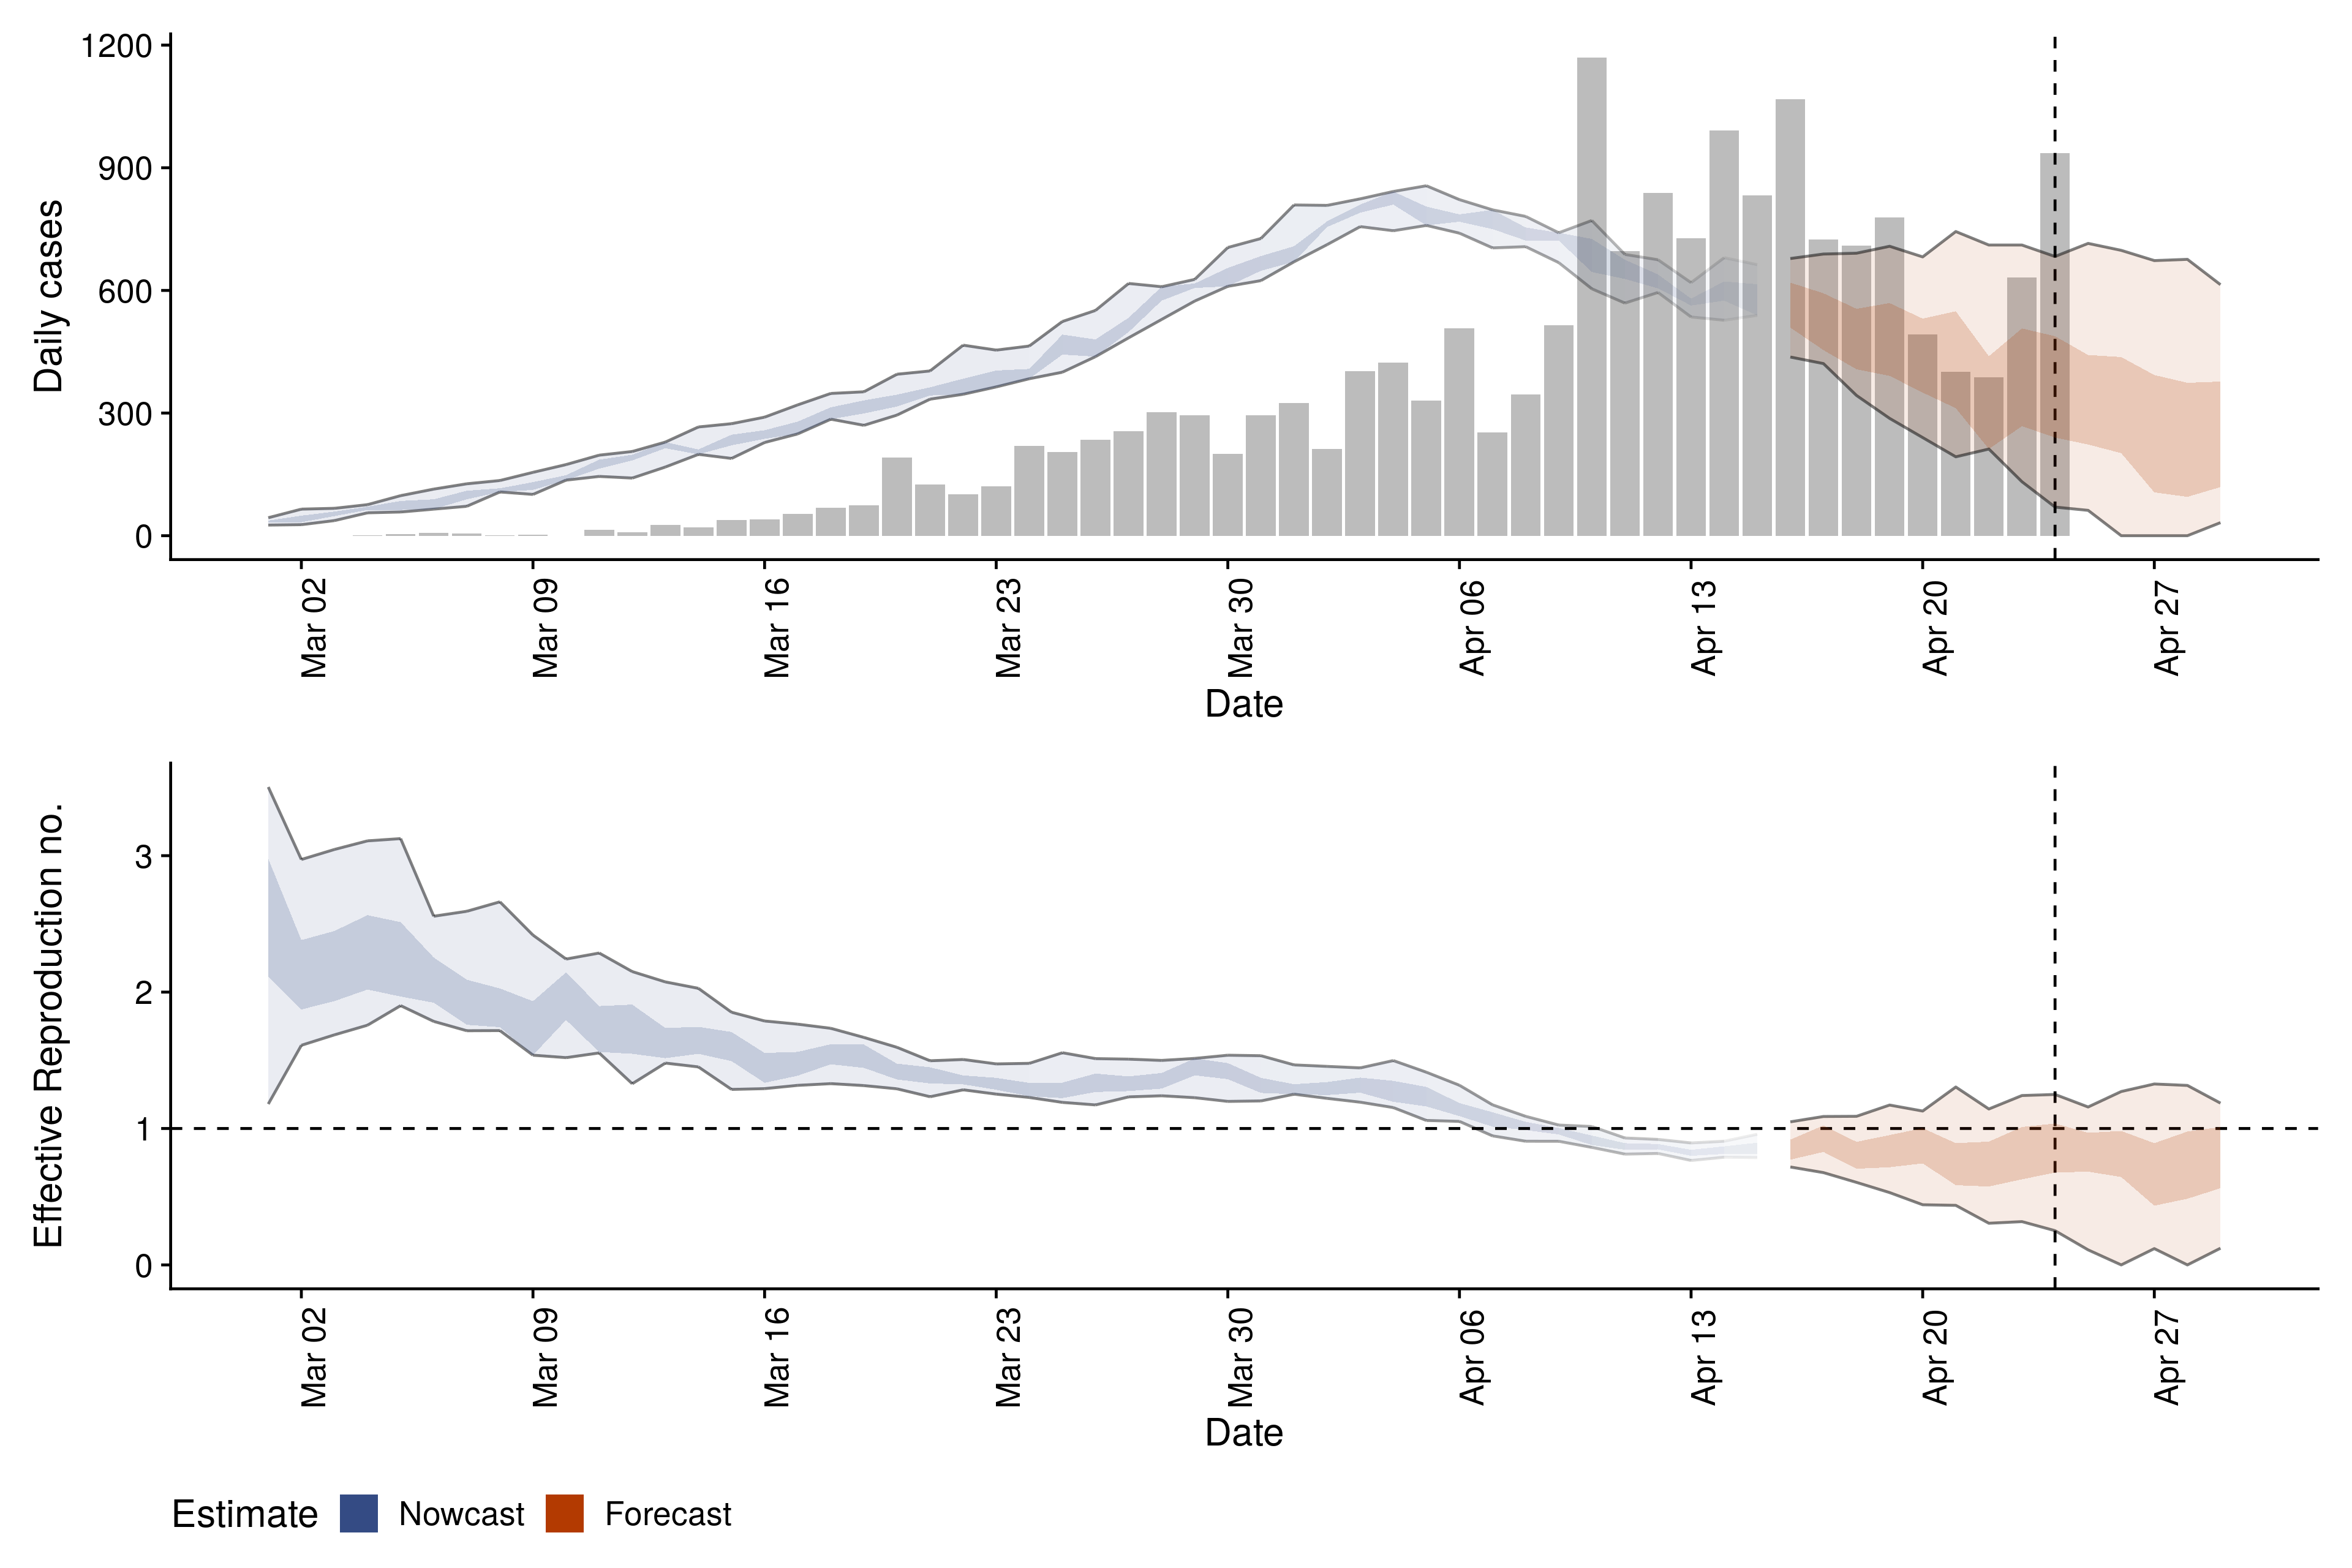 1200
900
600
300
0
Daily cases
Mar 02
Mar 09
Mar 16
Mar 23
Mar 30
Apr 06
Apr 13
Apr 20
Apr 27
Date
3
2
1
0
Effective Reproduction no.
Mar 02
Mar 09
Mar 16
Mar 23
Mar 30
Apr 06
Apr 13
Apr 20
Apr 27
Date
Estimate Nowcast Forecast